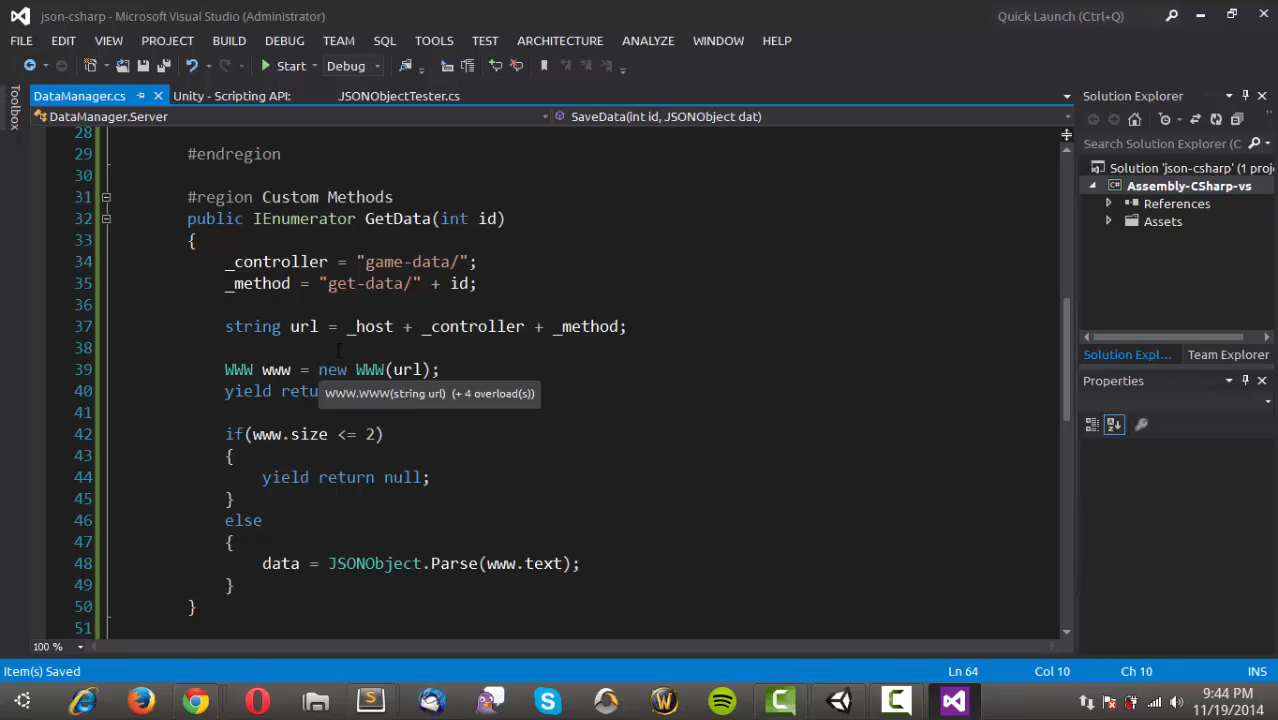 json-csharp - Microsoft Visual Studio (Administrator)
Quick Launch (Ctrl+Q)
FILE EDIT VIEW PROJECT BUILD DEBUG TEAM SQL TOOLS TEST ARCHITECTURE ANALYZE WINDOW HELP
Start Debug
Toolbox
DataManager.cs Unity - Scripting API: JSONObjectTester.cs
DataManager.Server SaveData(int id, JSONObject dat)
28
29 #endregion
30
31 #region Custom Methods
32 public IEnumerator GetData(int id)
33 {
34 _controller = "game-data/";
35 _method = "get-data/" + id;
36
37 string url = _host + _controller + _method;
38
39 WWW www = new WWW(url);
40 yield retu
WWW.WWW(string url) (+ 4 overload(s))
41
42 if(www.size <= 2)
43 {
44 yield return null;
45 }
46 else
47 {
48 data = JSONObject.Parse(www.text);
49 }
50 }
51
100 %
Solution Explorer
Search Solution Explorer (C
Solution 'json-csharp' (1 proj
Assembly-CSharp-vs
References
Assets
Solution Expl... Team Explorer
Properties
Item(s) Saved Ln 64 Col 10 Ch 10 INS
9:44 PM
11/19/2014